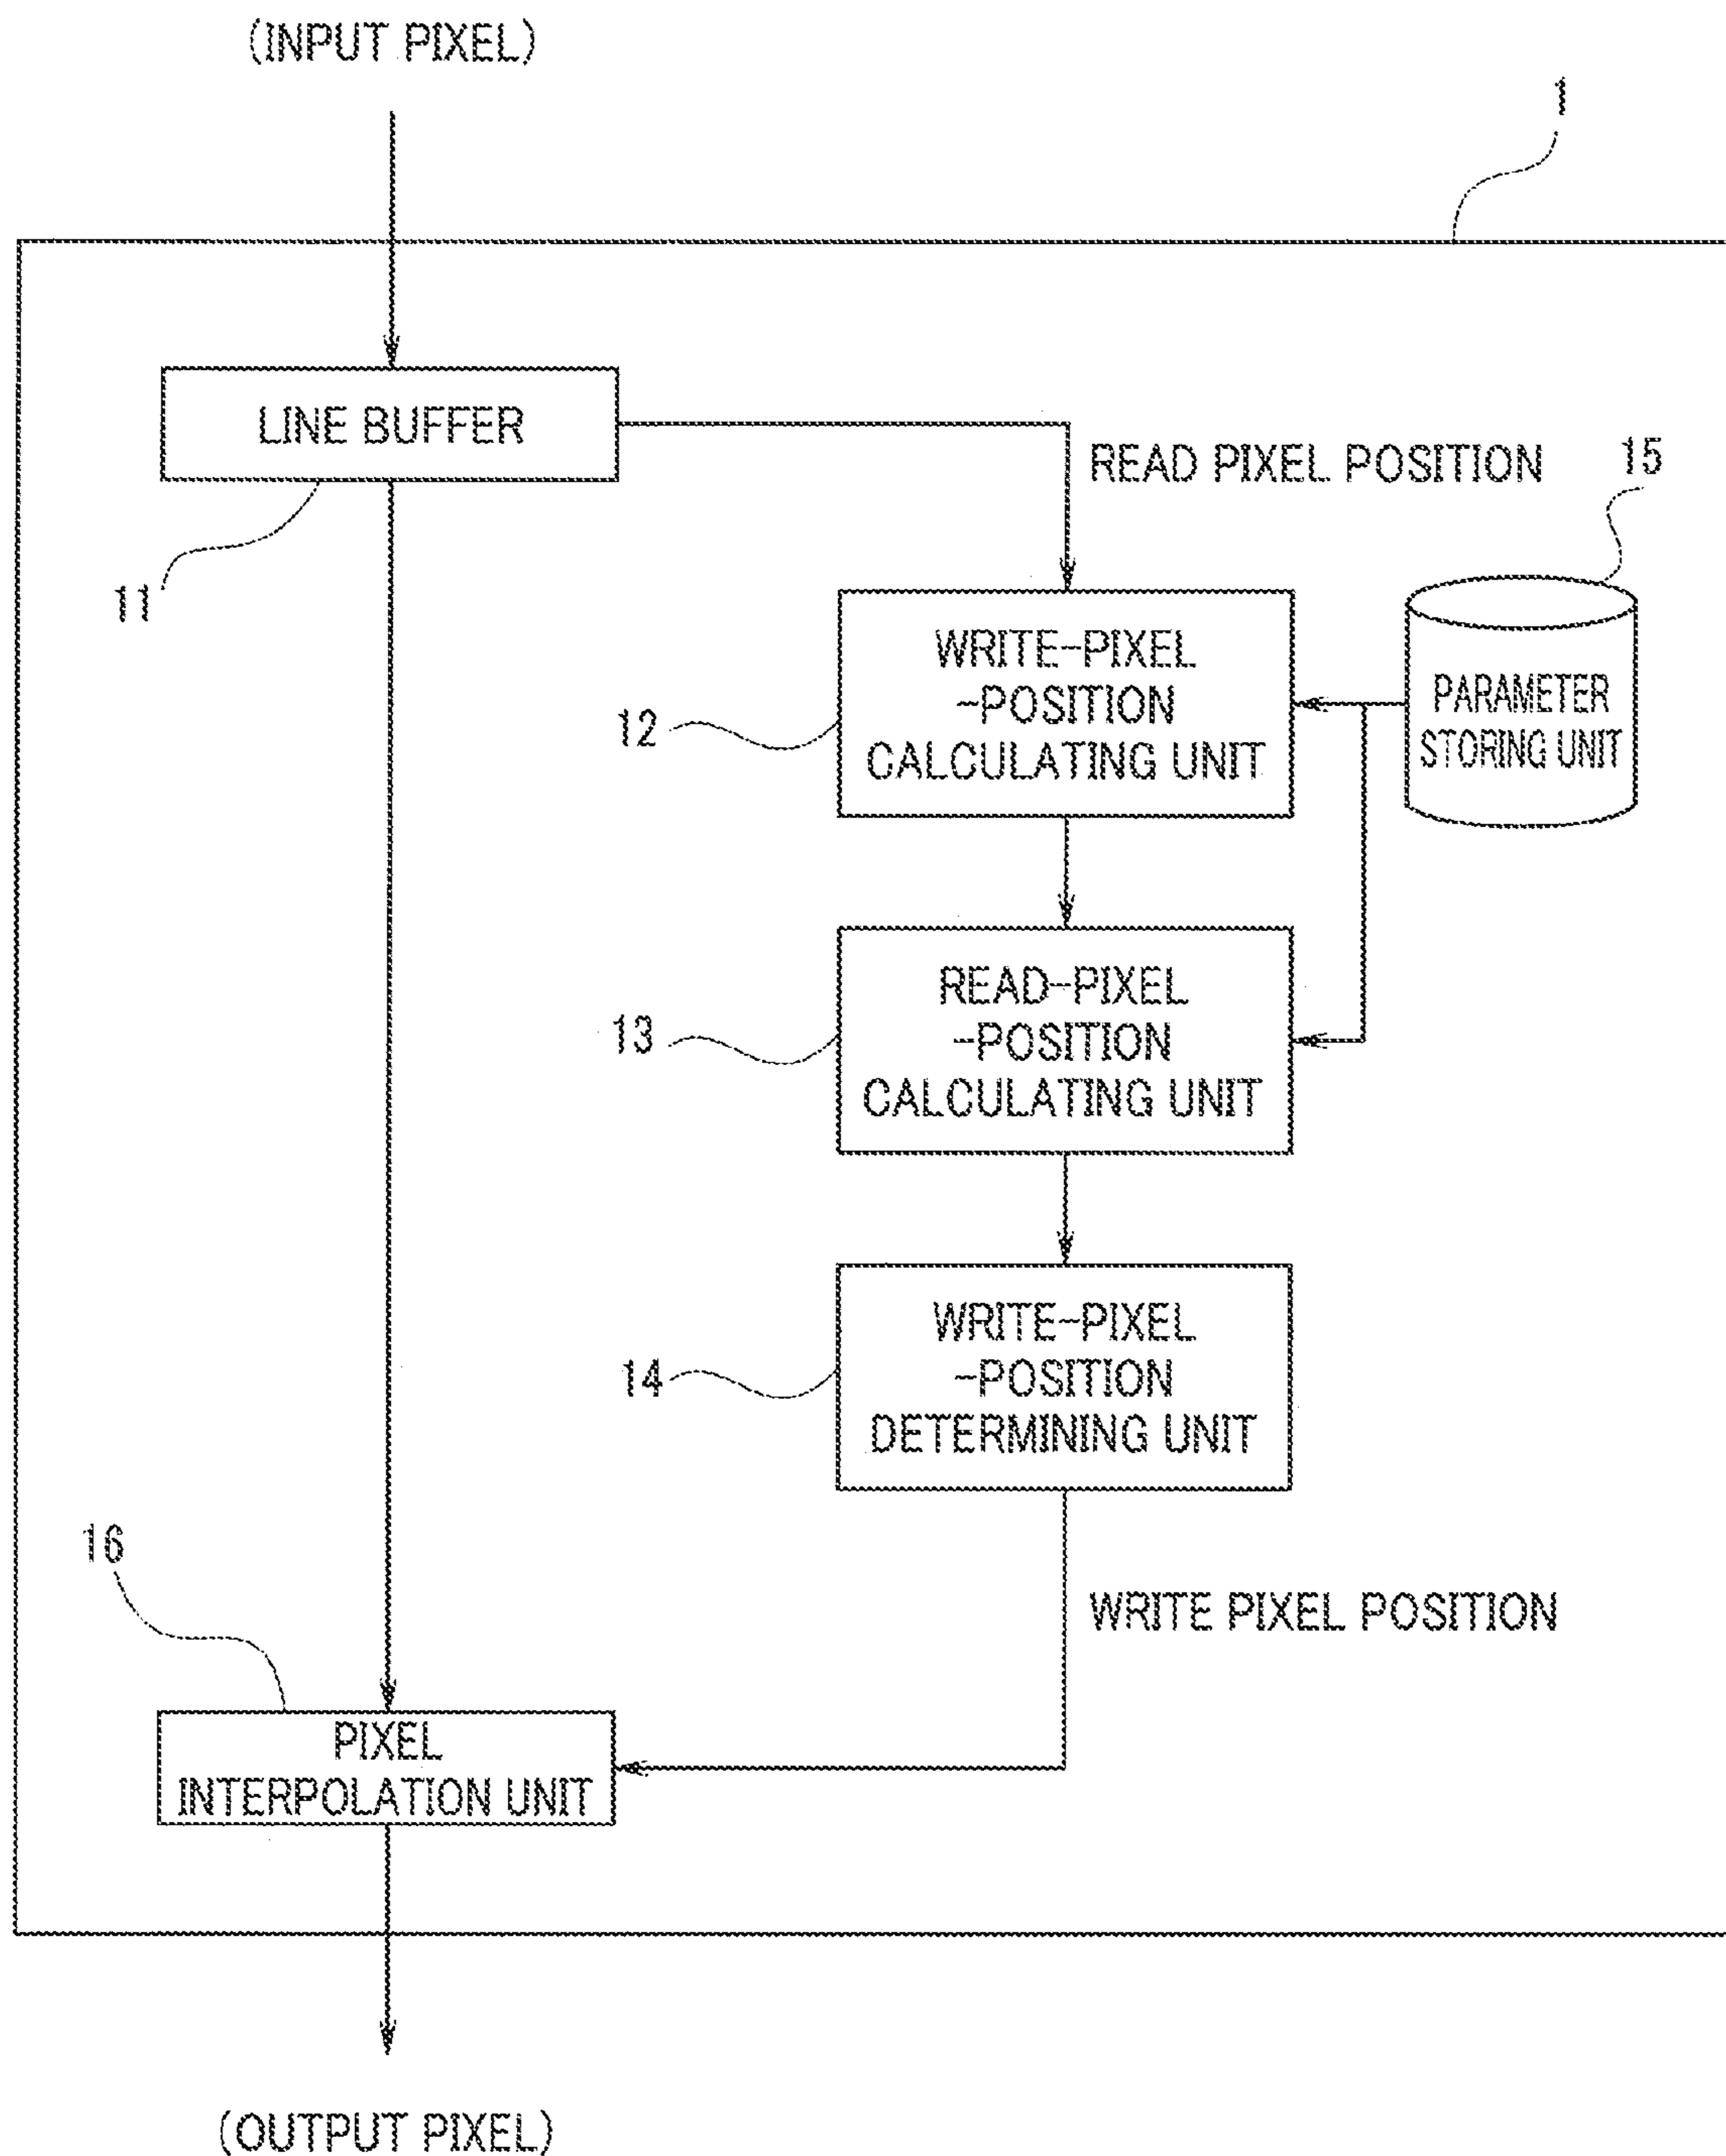 (INPUT PIXEL)
1
LINE BUFFER
READ PIXEL POSITION
15
11
WRITE-PIXEL
-POSITION
CALCULATING UNIT
12
PARAMETER
STORING UNIT
READ-PIXEL
-POSITION
CALCULATING UNIT
13
WRITE-PIXEL
-POSITION
DETERMINING UNIT
14
16
WRITE PIXEL POSITION
PIXEL
INTERPOLATION UNIT
(OUTPUT PIXEL)